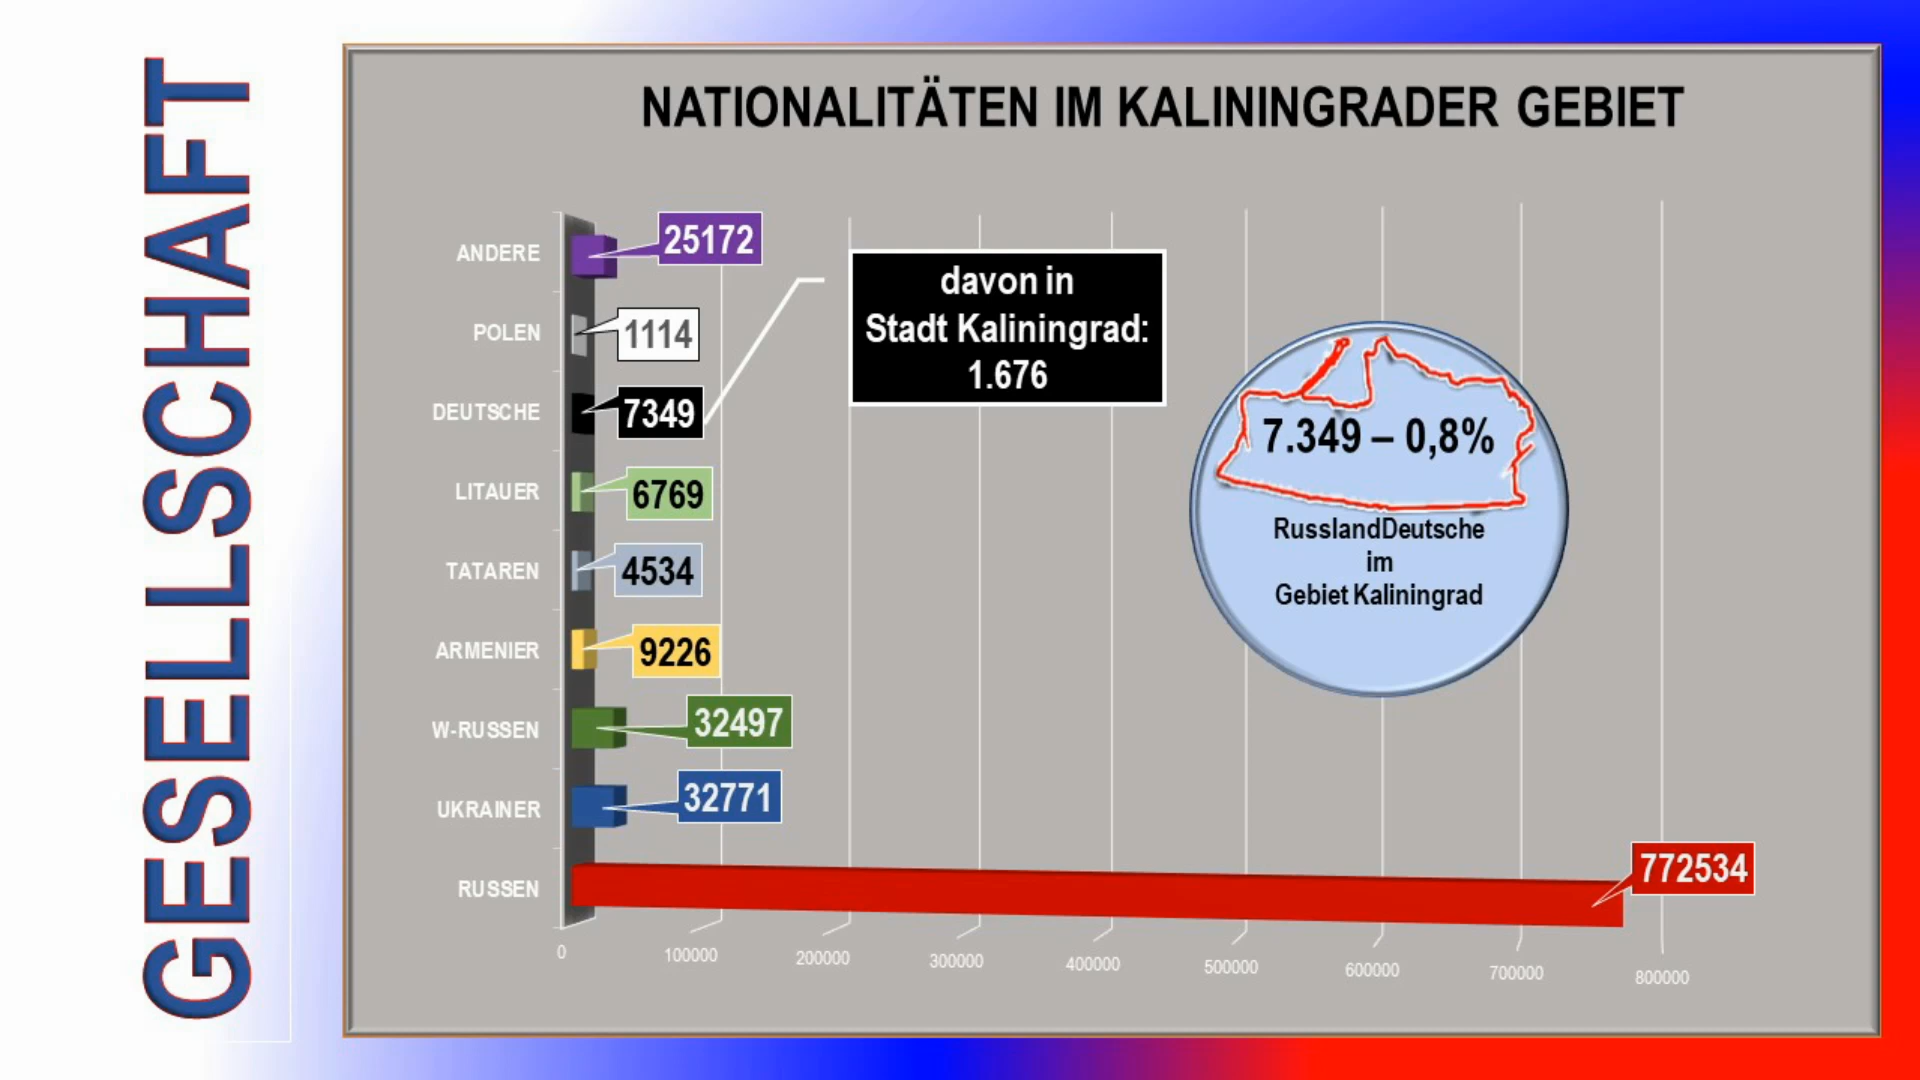 GESELLSCHAFT
NATIONALITÄTEN IM KALININGRADER GEBIET
ANDERE 25172
POLEN 1114
DEUTSCHE 7349
LITAUER 6769
TATAREN 4534
ARMENIER 9226
W-RUSSEN 32497
UKRAINER 32771
RUSSEN 772534
0 100000 200000 300000 400000 500000 600000 700000 800000
davon in
Stadt Kaliningrad:
1.676
7.349 – 0,8%
RusslandDeutsche
im
Gebiet Kaliningrad